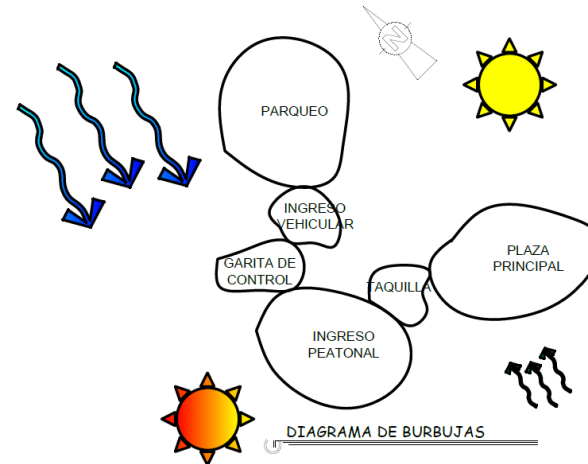 N
PARQUEO
INGRESO
VEHICULAR
GARITA DE
CONTROL
TAQUILLA
PLAZA
PRINCIPAL
INGRESO
PEATONAL
DIAGRAMA DE BURBUJAS